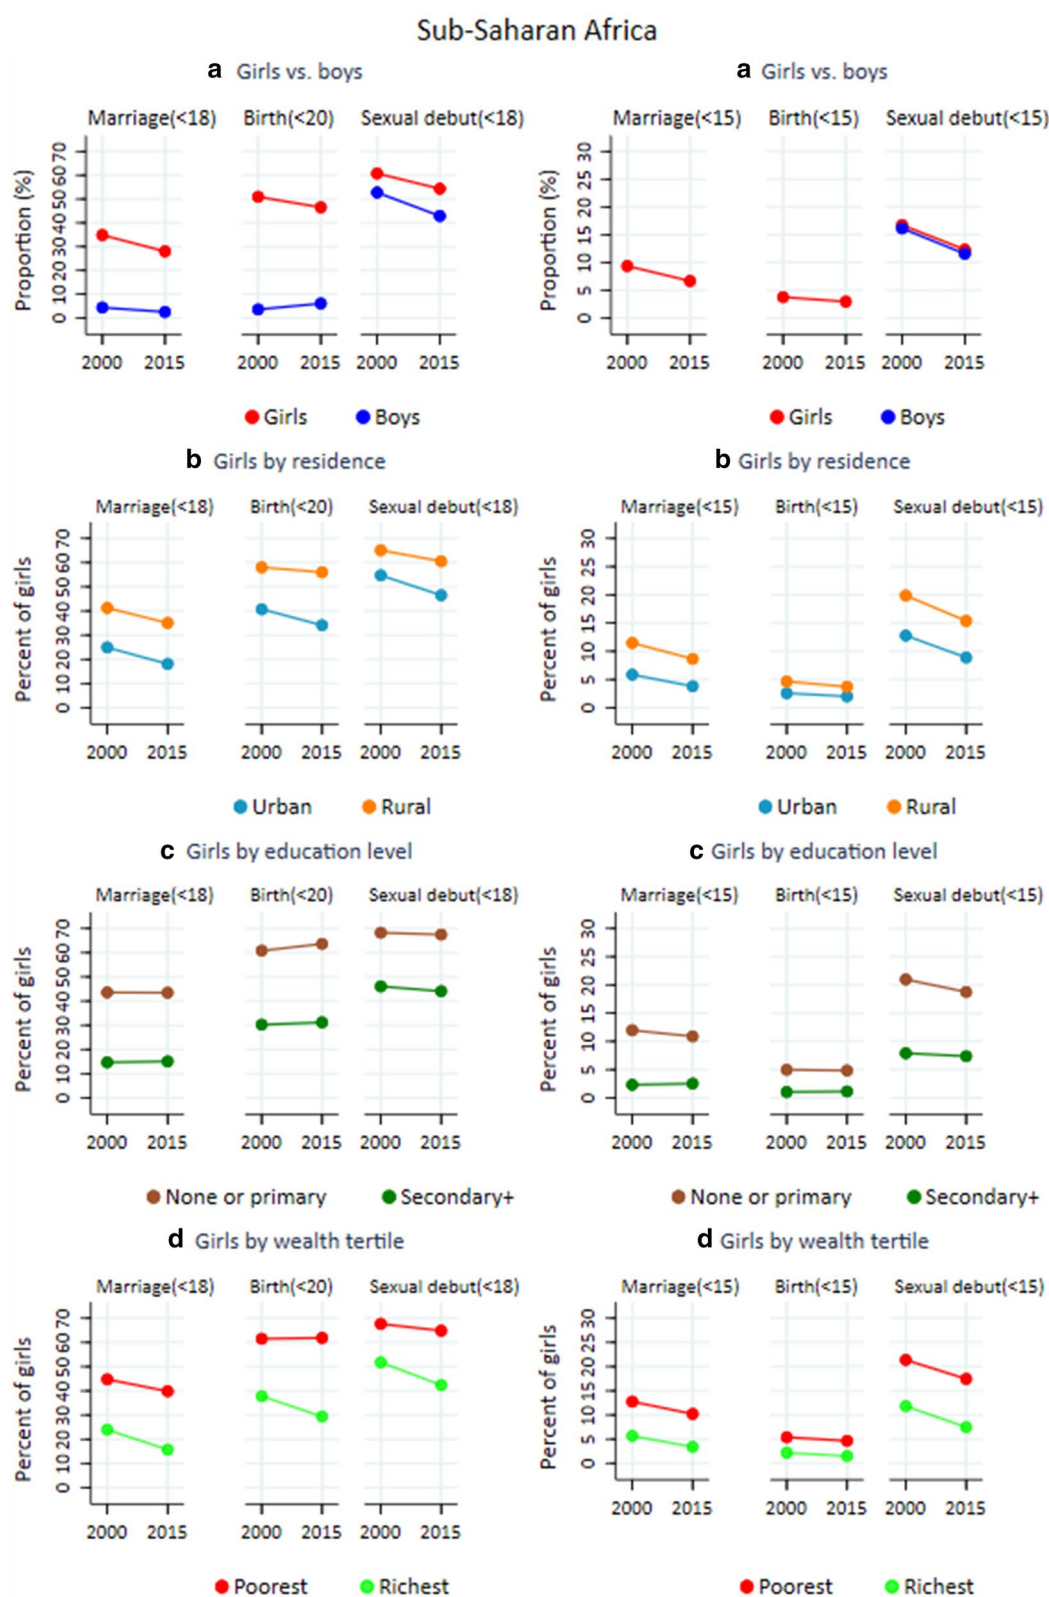 Sub-Saharan Africa
a Girls vs. boys
Marriage(<18) Birth(<20) Sexual debut(<18)
Proportion (%)
70
60
50
40
30
20
10
0
2000 2015 2000 2015 2000 2015
Girls Boys
a Girls vs. boys
Marriage(<15) Birth(<15) Sexual debut(<15)
Proportion (%)
30
25
20
15
10
5
0
2000 2015 2000 2015 2000 2015
Girls Boys
b Girls by residence
Marriage(<18) Birth(<20) Sexual debut(<18)
Percent of girls
70
60
50
40
30
20
10
0
2000 2015 2000 2015 2000 2015
Urban Rural
b Girls by residence
Marriage(<15) Birth(<15) Sexual debut(<15)
Percent of girls
30
25
20
15
10
5
0
2000 2015 2000 2015 2000 2015
Urban Rural
c Girls by education level
Marriage(<18) Birth(<20) Sexual debut(<18)
Percent of girls
70
60
50
40
30
20
10
0
2000 2015 2000 2015 2000 2015
None or primary Secondary+
c Girls by education level
Marriage(<15) Birth(<15) Sexual debut(<15)
Percent of girls
30
25
20
15
10
5
0
2000 2015 2000 2015 2000 2015
None or primary Secondary+
d Girls by wealth tertile
Marriage(<18) Birth(<20) Sexual debut(<18)
Percent of girls
70
60
50
40
30
20
10
0
2000 2015 2000 2015 2000 2015
Poorest Richest
d Girls by wealth tertile
Marriage(<15) Birth(<15) Sexual debut(<15)
Percent of girls
30
25
20
15
10
5
0
2000 2015 2000 2015 2000 2015
Poorest Richest